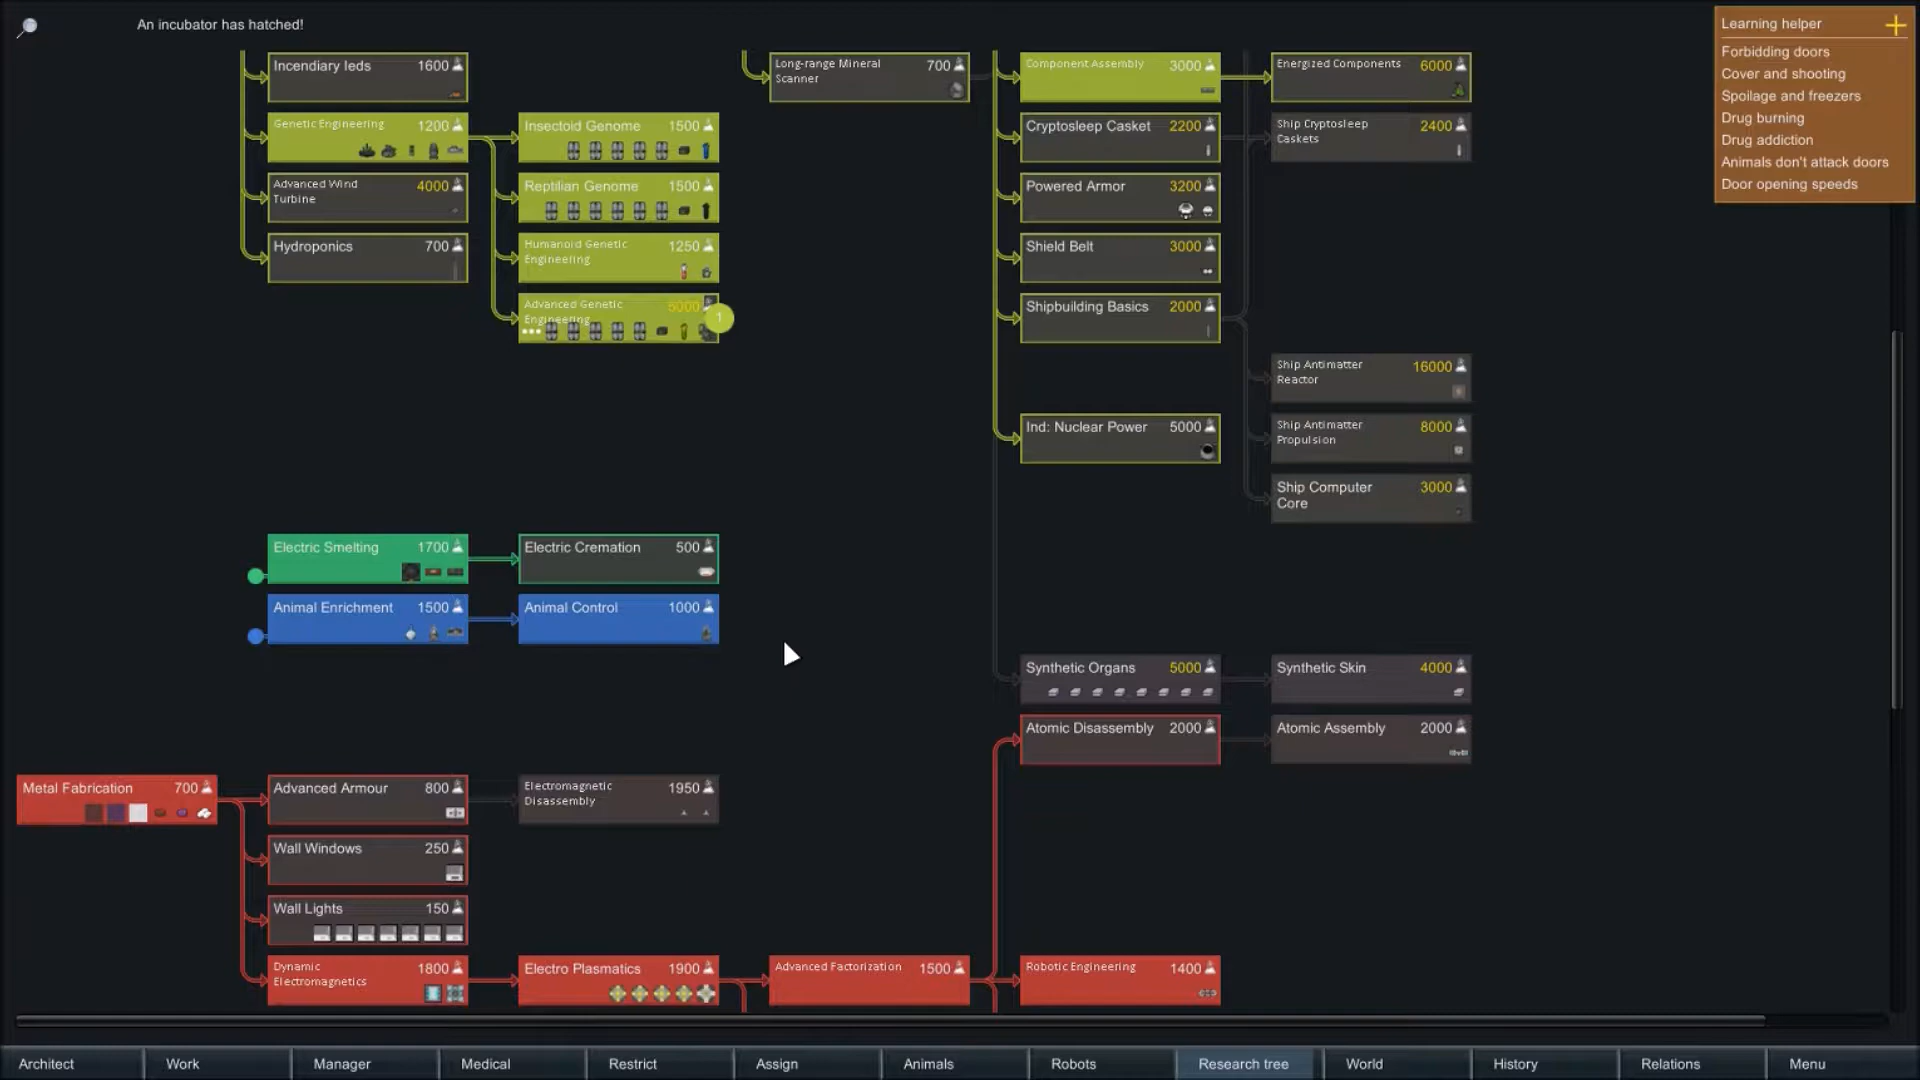 An incubator has hatched!
Learning helper
Forbidding doors
Cover and shooting
Spoilage and freezers
Drug burning
Drug addiction
Animals don't attack doors
Door opening speeds
Incendiary Ieds 1600
Long-range Mineral
Scanner
700
Component Assembly 3000
Energized Components 6000
Genetic Engineering 1200
Insectoid Genome 1500
Cryptosleep Casket 2200
Ship Cryptosleep
Caskets
2400
Advanced Wind
Turbine
4000
Reptilian Genome 1500
Powered Armor 3200
Hydroponics 700
Humanoid Genetic
Engineering
1250
Shield Belt 3000
Advanced Genetic
Engineering
5000
1
Shipbuilding Basics 2000
Ship Antimatter
Reactor
16000
Ind: Nuclear Power 5000
Ship Antimatter
Propulsion
8000
Ship Computer
Core
3000
Electric Smelting 1700
Electric Cremation 500
Animal Enrichment 1500
Animal Control 1000
Synthetic Organs 5000
Synthetic Skin 4000
Atomic Disassembly 2000
Atomic Assembly 2000
Metal Fabrication 700
Advanced Armour 800
Electromagnetic
Disassembly
1950
Wall Windows 250
Wall Lights 150
Dynamic
Electromagnetics
1800
Electro Plasmatics 1900
Advanced Factorization 1500
Robotic Engineering 1400
Architect
Work
Manager
Medical
Restrict
Assign
Animals
Robots
Research tree
World
History
Relations
Menu